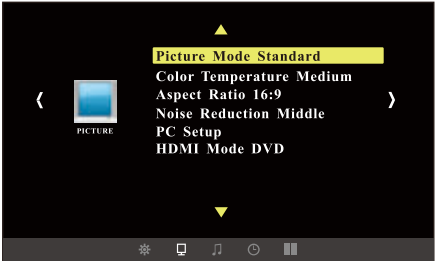 Picture Mode Standard
Color Temperature Medium
Aspect Ratio 16:9
Noise Reduction Middle
PC Setup
HDMI Mode DVD
PICTURE